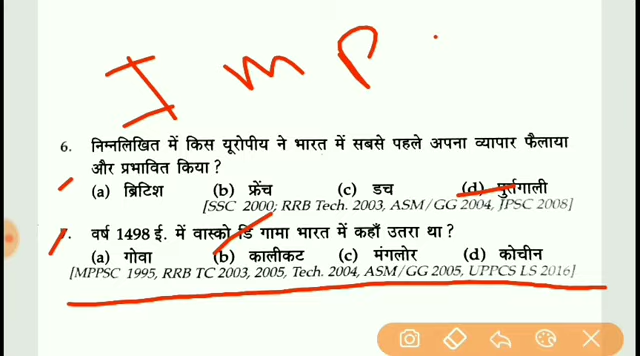 I m P .
6. निम्नलिखित में किस यूरोपीय ने भारत में सबसे पहले अपना व्यापार फैलाया
और प्रभावित किया ?
(a) ब्रिटिश (b) फ्रेंच (c) डच (d) पुर्तगाली
[SSC 2000; RRB Tech. 2003, ASM/GG 2004, JPSC 2008]
7. वर्ष 1498 ई. में वास्को डि गामा भारत में कहाँ उतरा था ?
(a) गोवा (b) कालीकट (c) मंगलोर (d) कोचीन
[MPPSC 1995, RRB TC 2003, 2005, Tech. 2004, ASM/GG 2005, UPPCS LS 2016]